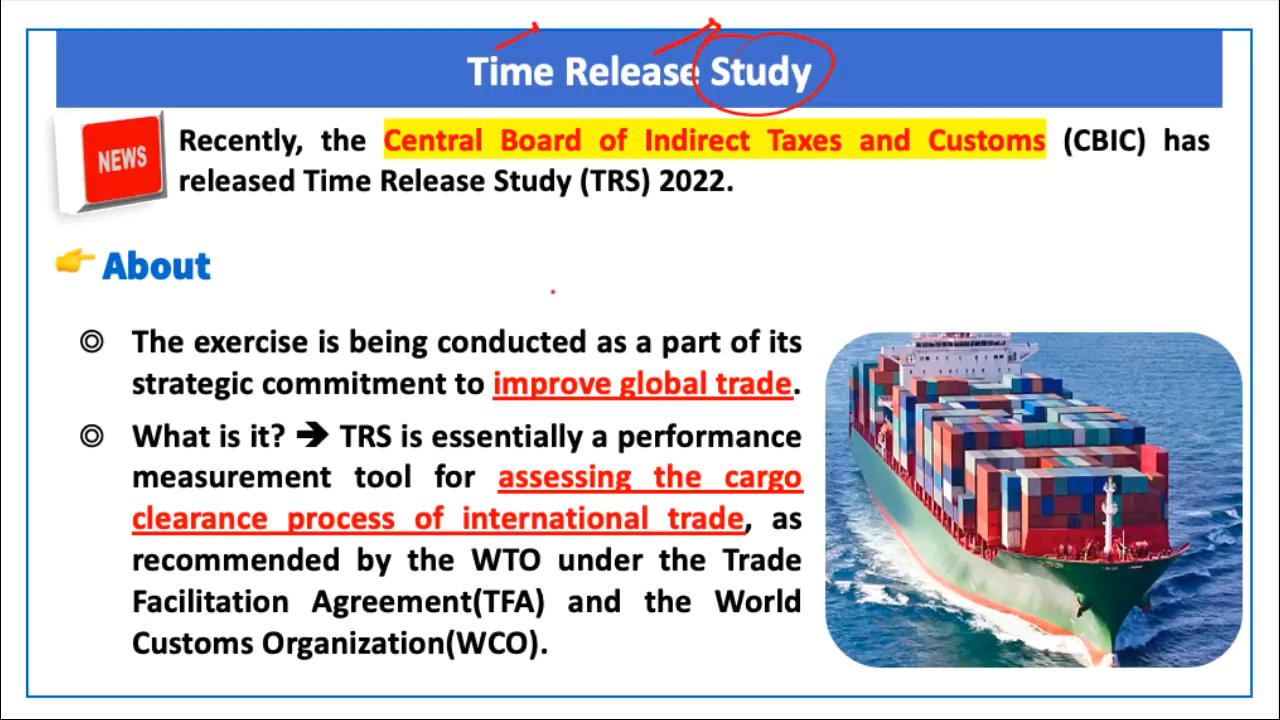 Time Release Study
NEWS
Recently, the Central Board of Indirect Taxes and Customs (CBIC) has
released Time Release Study (TRS) 2022.
About
The exercise is being conducted as a part of its
strategic commitment to improve global trade.
What is it? ➔ TRS is essentially a performance
measurement tool for assessing the cargo
clearance process of international trade, as
recommended by the WTO under the Trade
Facilitation Agreement(TFA) and the World
Customs Organization(WCO).